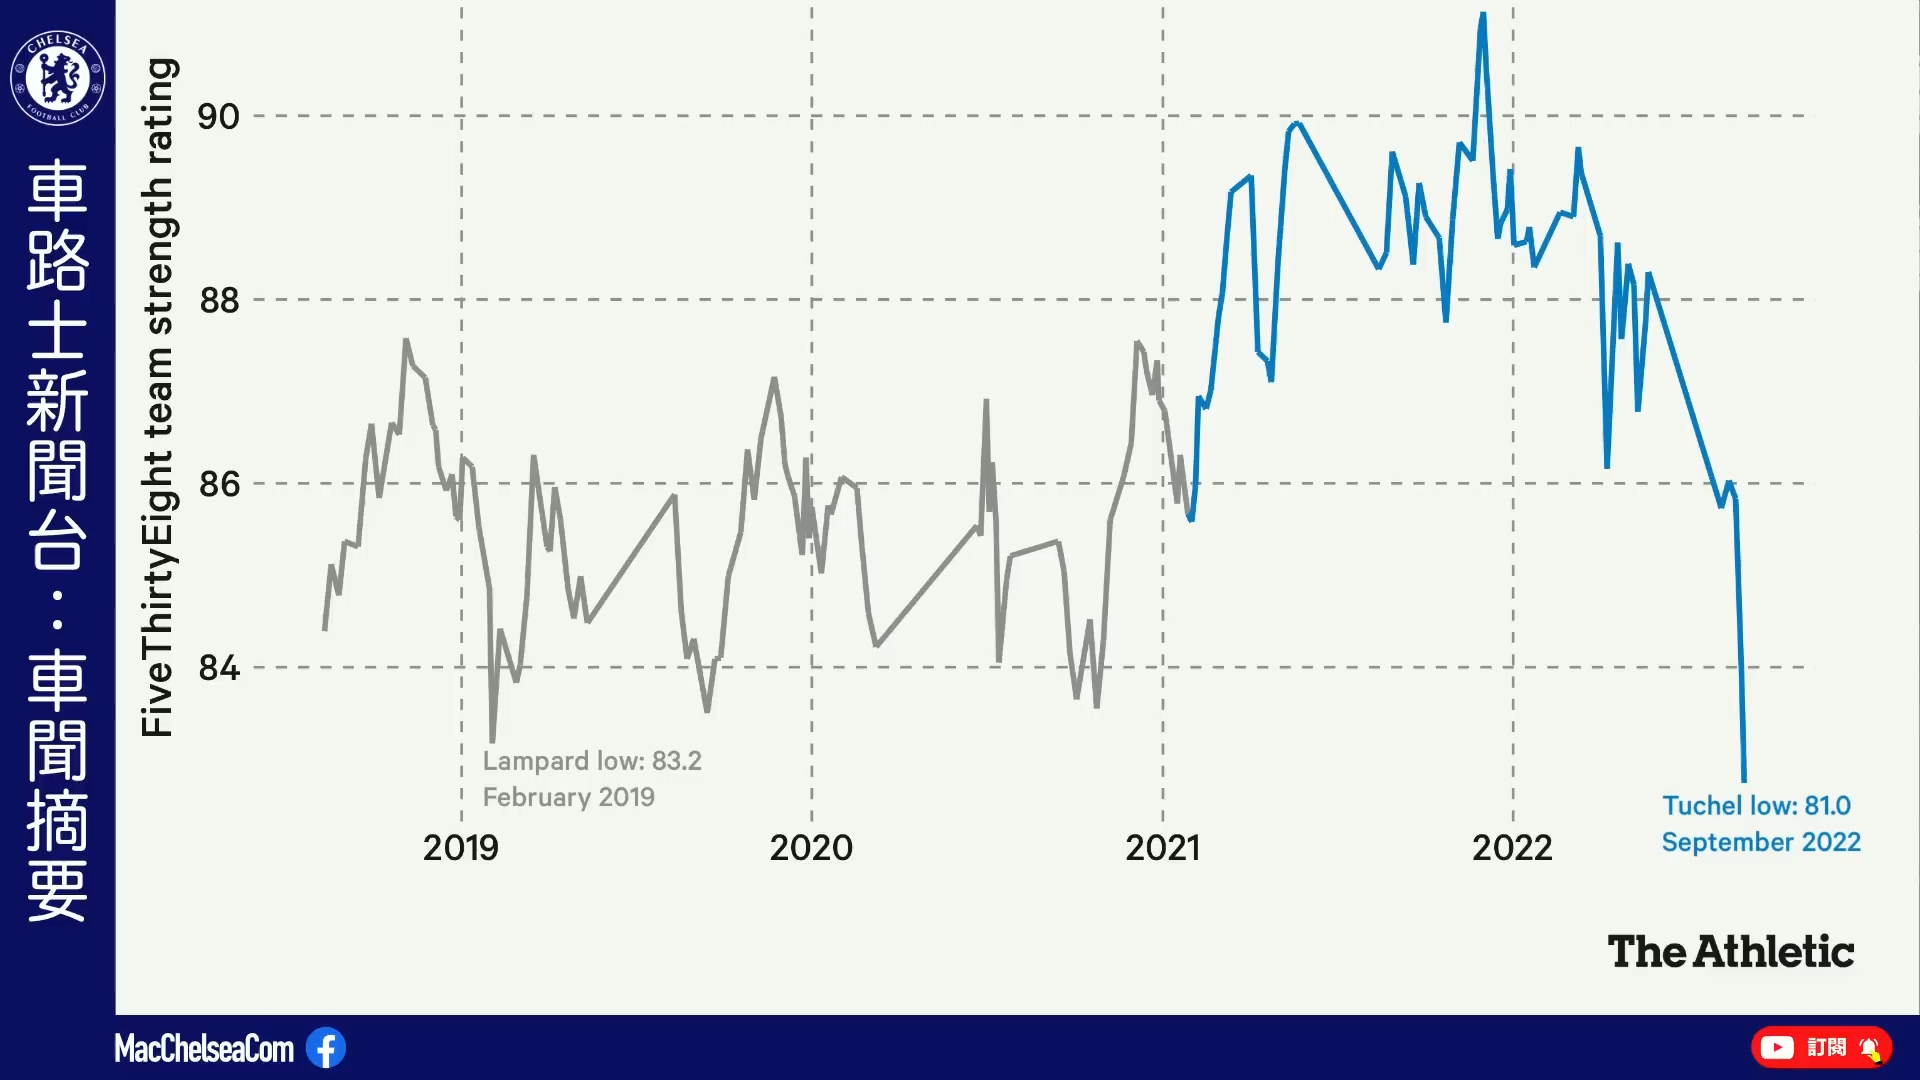 CHELSEA
FOOTBALL CLUB
車路士新聞台：車聞摘要
FiveThirtyEight team strength rating
90
88
86
84
Lampard low: 83.2
February 2019
Tuchel low: 81.0
September 2022
2019
2020
2021
2022
The Athletic
MacChelseaCom
訂閱